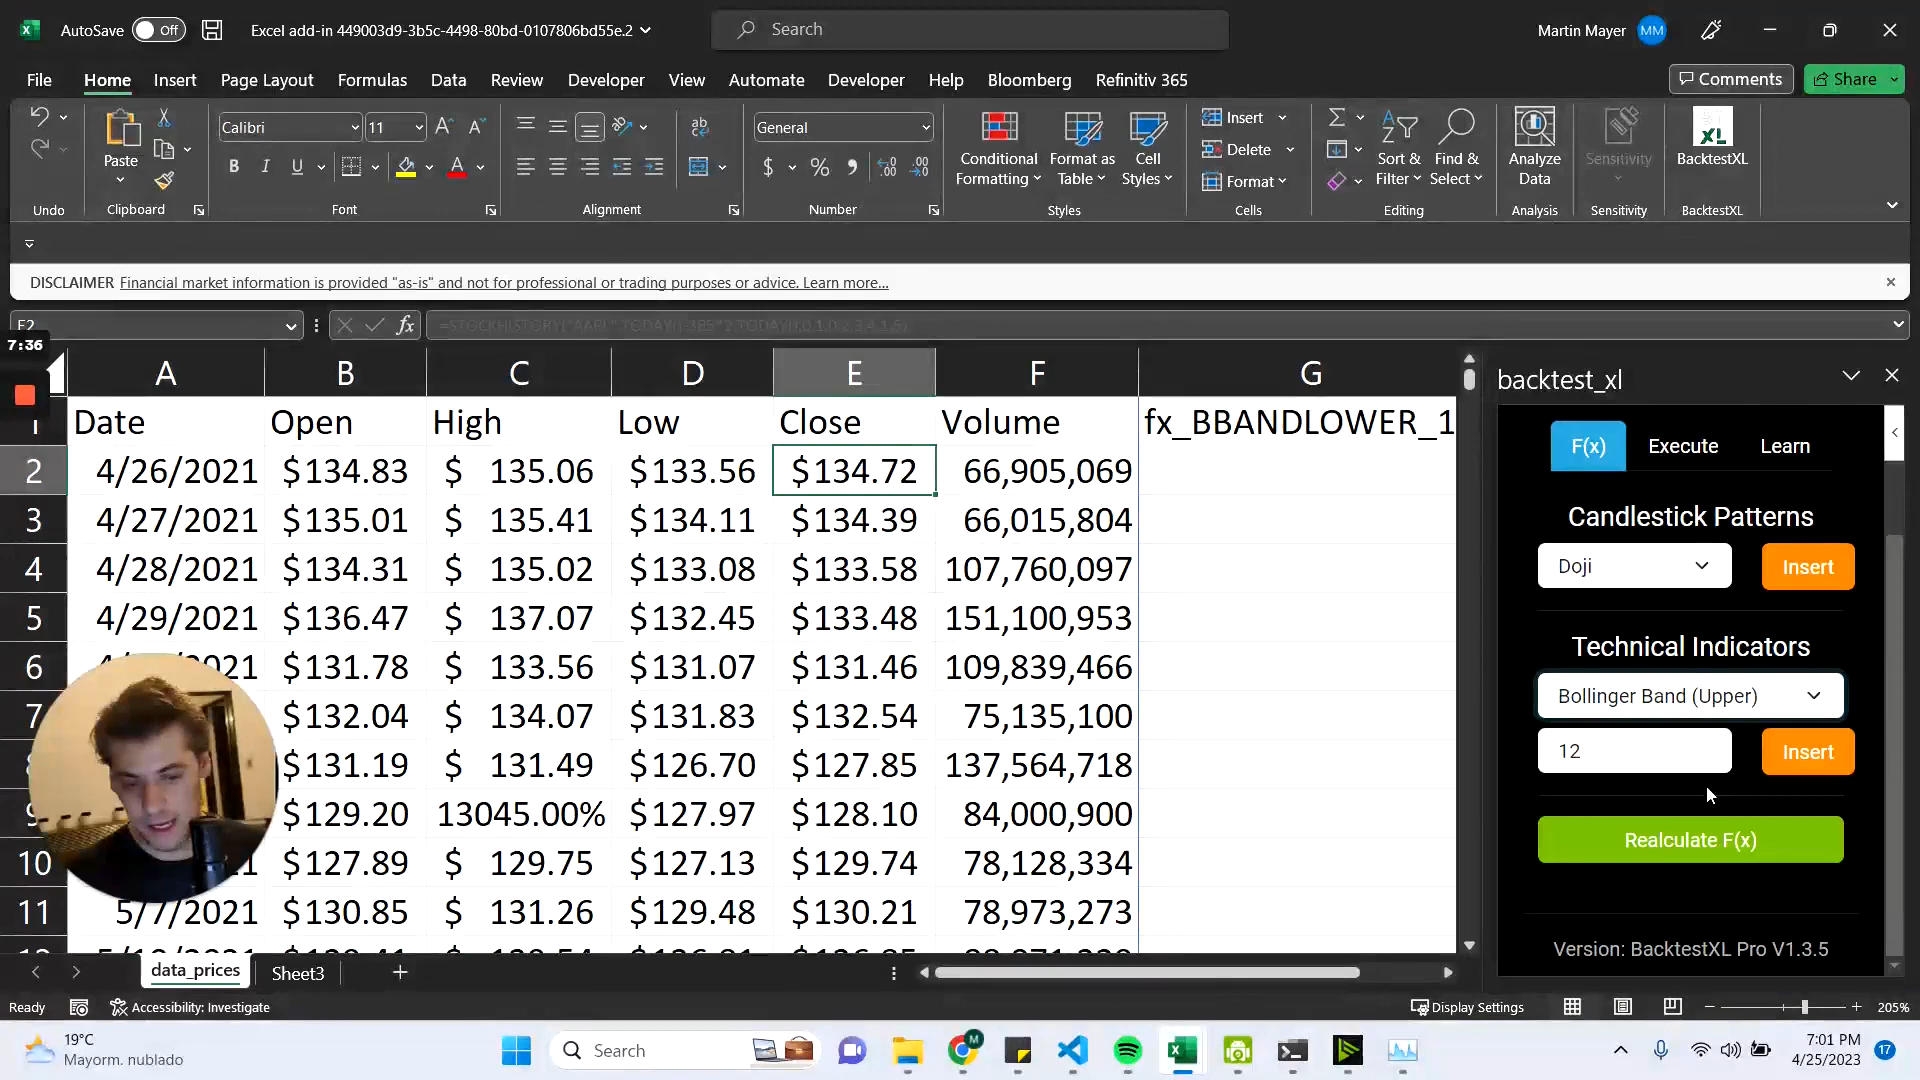 AutoSave Off Excel add-in 449003d9-3b5c-4498-80bd-0107806bd55e.2 Search Martin Mayer MM
File Home Insert Page Layout Formulas Data Review Developer View Automate Developer Help Bloomberg Refinitiv 365 Comments Share
Calibri 11 General Insert
Paste Conditional Formatting Format as Table Cell Styles Delete Sort & Filter Find & Select Analyze Data Sensitivity BacktestXL
Format
Undo Clipboard Font Alignment Number Styles Cells Editing Analysis Sensitivity BacktestXL
DISCLAIMER Financial market information is provided "as-is" and not for professional or trading purposes or advice. Learn more...
7:36
A B C D E F G
1 Date Open High Low Close Volume fx_BBANDLOWER_1
2 4/26/2021 $134.83 $ 135.06 $133.56 $134.72 66,905,069
3 4/27/2021 $135.01 $ 135.41 $134.11 $134.39 66,015,804
4 4/28/2021 $134.31 $ 135.02 $133.08 $133.58 107,760,097
5 4/29/2021 $136.47 $ 137.07 $132.45 $133.48 151,100,953
6 $131.78 $ 133.56 $131.07 $131.46 109,839,466
7 $132.04 $ 134.07 $131.83 $132.54 75,135,100
$131.19 $ 131.49 $126.70 $127.85 137,564,718
$129.20 13045.00% $127.97 $128.10 84,000,900
10 $127.89 $ 129.75 $127.13 $129.74 78,128,334
11 5/7/2021 $130.85 $ 131.26 $129.48 $130.21 78,973,273
backtest_xl
F(x) Execute Learn
Candlestick Patterns
Doji Insert
Technical Indicators
Bollinger Band (Upper)
12 Insert
Realculate F(x)
Version: BacktestXL Pro V1.3.5
data_prices Sheet3
Ready Accessibility: Investigate Display Settings 205%
19°C
Mayorm. nublado
Search
M
7:01 PM
4/25/2023
17